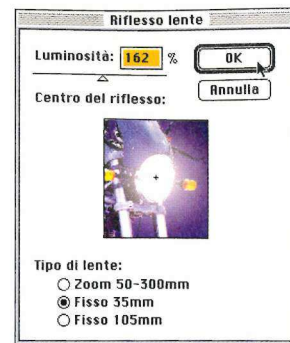 Riflesso lente
Luminosità: 162 %
OK
Annulla
Centro del riflesso:
Tipo di lente:
Zoom 50-300mm
Fisso 35mm
Fisso 105mm